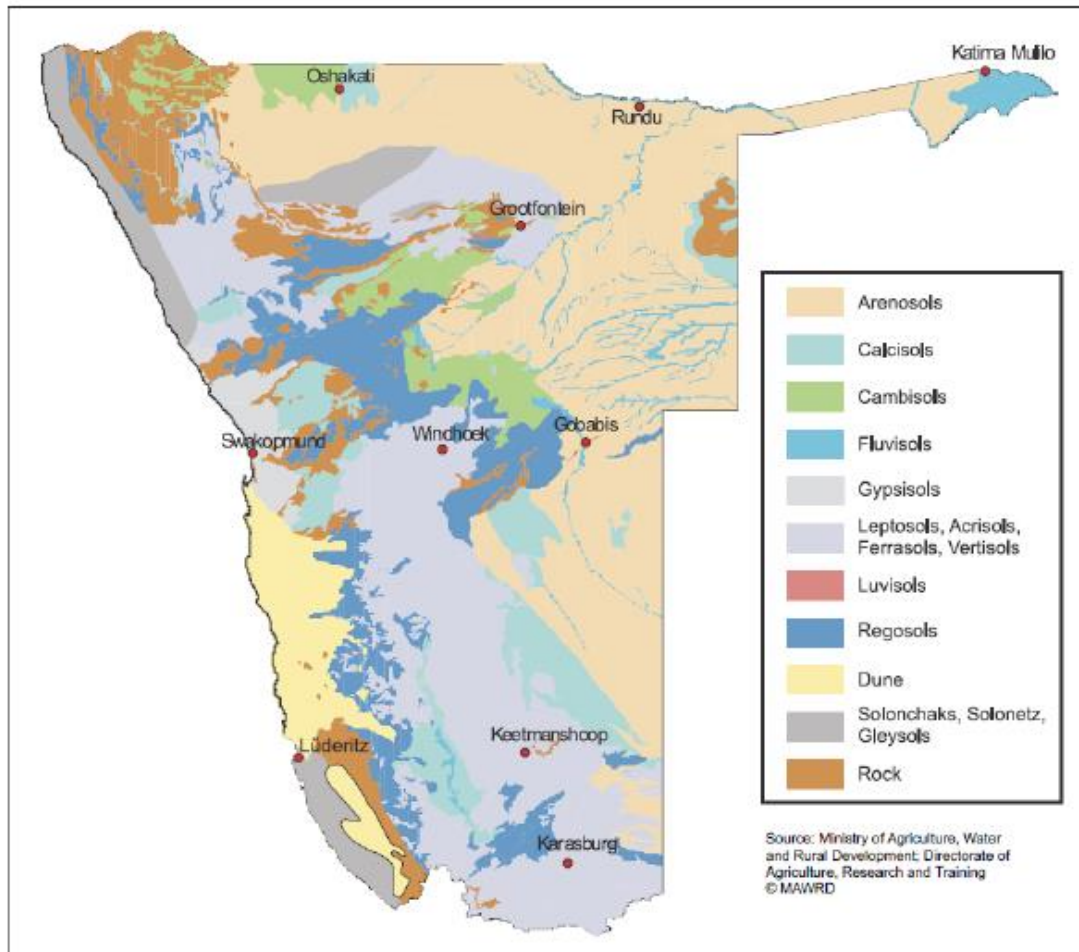 Katima Mulilo
Oshakati
Rundu
Grootfontein
Windhoek
Gobabis
Swakopmund
Lüderitz
Keetmanshoop
Karasburg
Arenosols
Calcisols
Cambisols
Fluvisols
Gypsisols
Leptosols, Acrisols,
Ferrasols, Vertisols
Luvisols
Regosols
Dune
Solonchaks, Solonetz,
Gleysols
Rock
Source: Ministry of Agriculture, Water
and Rural Development: Directorate of
Agriculture, Research and Training
© MAWRD